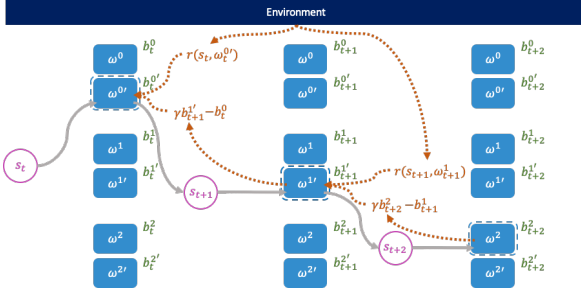 Environment
ω⁰ b_t^0 ω⁰ b_{t+1}^0 ω⁰ b_{t+2}^0
r(s_t, ω_t^{0′})
ω^{0′} b_t^{0′} ω^{0′} b_{t+1}^{0′} ω^{0′} b_{t+2}^{0′}
γb_{t+1}^{1′} − b_t^0
ω¹ b_t^1 ω¹ b_{t+1}^1 ω¹ b_{t+2}^1
s_t
ω^{1′} b_t^{1′} s_{t+1} ω^{1′} b_{t+1}^{1′} r(s_{t+1}, ω_{t+1}^1) ω^{1′} b_{t+2}^{1′}
γb_{t+2}^2 − b_{t+1}^1
ω² b_t^2 ω² b_{t+1}^2 s_{t+2} ω² b_{t+2}^2
ω^{2′} b_t^{2′} ω^{2′} b_{t+1}^{2′} ω^{2′} b_{t+2}^{2′}